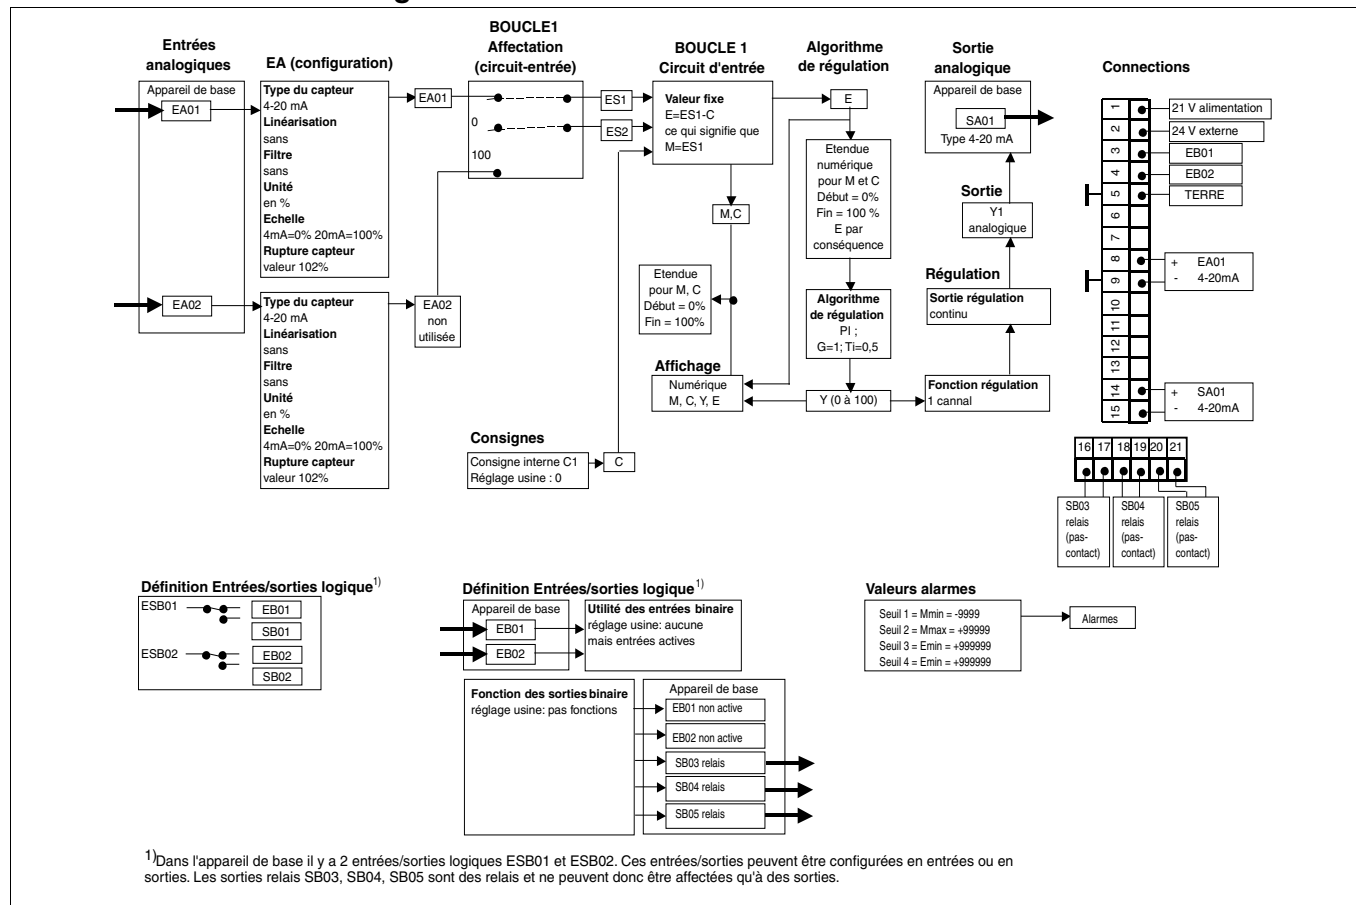 Entrées
analogiques
Appareil de base
EA01
EA02
EA (configuration)
Type du capteur
4-20 mA
Linéarisation
sans
Filtre
sans
Unité
en %
Echelle
4mA=0% 20mA=100%
Rupture capteur
valeur 102%
Type du capteur
4-20 mA
Linéarisation
sans
Filtre
sans
Unité
en %
Echelle
4mA=0% 20mA=100%
Rupture capteur
valeur 102%
EA01
EA02
non
utilisée
BOUCLE1
Affectation
(circuit-entrée)
0
100
ES1
ES2
BOUCLE 1
Circuit d'entrée
Valeur fixe
E=ES1-C
ce qui signifie que
M=ES1
M,C
Etendue
pour M, C
Début = 0%
Fin = 100%
Affichage
Numérique
M, C, Y, E
Consignes
Consigne interne C1
Réglage usine : 0
C
Algorithme
de régulation
E
Etendue
numérique
pour M et C
Début = 0%
Fin = 100 %
E par
conséquence
Algorithme
de régulation
PI ;
G=1; Ti=0,5
Y (0 à 100)
Sortie
analogique
Appareil de base
SA01
Type 4-20 mA
Sortie
Y1
analogique
Régulation
Sortie régulation
continu
Fonction régulation
1 cannal
Connections
1
21 V alimentation
2
24 V externe
3
EB01
4
EB02
5
TERRE
6
7
8
+ EA01
9
- 4-20mA
10
11
12
13
14
+ SA01
15
- 4-20mA
16 17 18 19 20 21
SB03
relais
(pas-
contact)
SB04
relais
(pas-
contact)
SB05
relais
(pas-
contact)
Définition Entrées/sorties logique1)
ESB01
EB01
SB01
ESB02
EB02
SB02
Définition Entrées/sorties logique1)
Appareil de base
EB01
EB02
Utilité des entrées binaire
réglage usine: aucune
mais entrées actives
Fonction des sorties binaire
réglage usine: pas fonctions
Appareil de base
EB01 non active
EB02 non active
SB03 relais
SB04 relais
SB05 relais
Valeurs alarmes
Seuil 1 = Mmin = -9999
Seuil 2 = Mmax = +99999
Seuil 3 = Emin = +999999
Seuil 4 = Emin = +999999
Alarmes
1)Dans l'appareil de base il y a 2 entrées/sorties logiques ESB01 et ESB02. Ces entrées/sorties peuvent être configurées en entrées ou en
sorties. Les sorties relais SB03, SB04, SB05 sont des relais et ne peuvent donc être affectées qu'à des sorties.